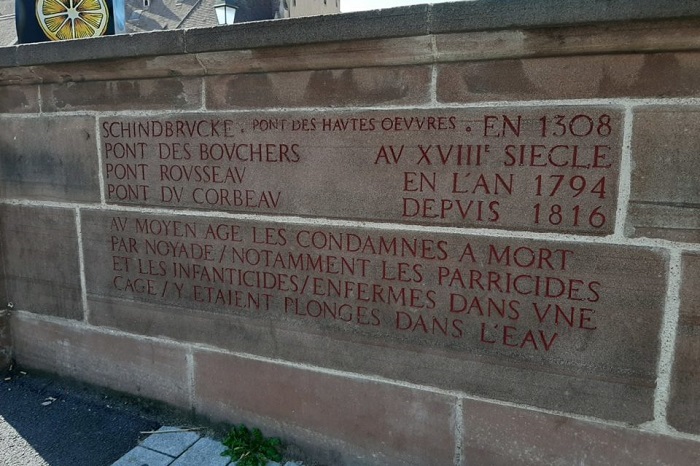 SCHINDBRVCKE . PONT DES HAVTES OEVVRES . EN 1308
PONT DES BOVCHERS AV XVIIIE SIECLE
PONT ROVSSEAV EN L'AN 1794
PONT DV CORBEAV DEPVIS 1816
AV MOYEN AGE LES CONDAMNES A MORT
PAR NOYADE/NOTAMMENT LES PARRICIDES
ET LES INFANTICIDES/ENFERMES DANS VNE
CAGE/Y ETAIENT PLONGES DANS L'EAV